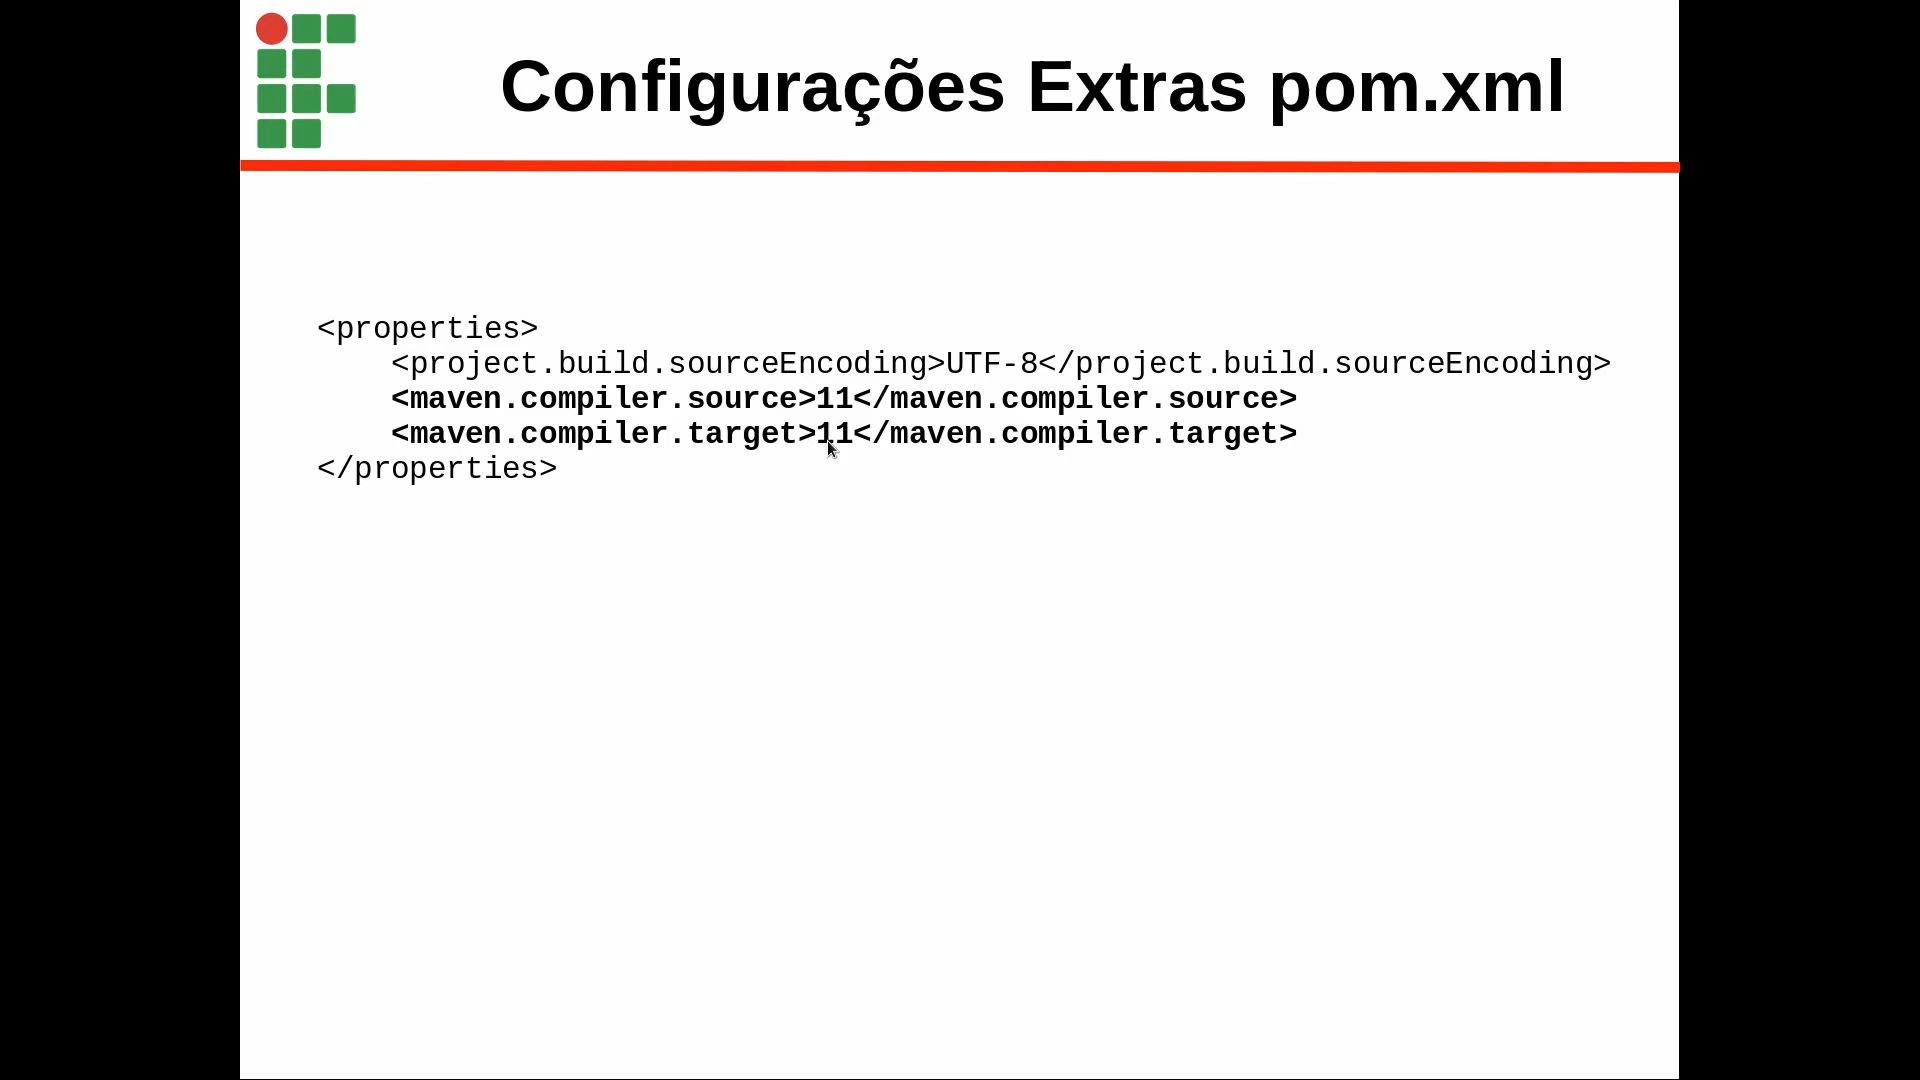 Configurações Extras pom.xml
<properties>
    <project.build.sourceEncoding>UTF-8</project.build.sourceEncoding>
    <maven.compiler.source>11</maven.compiler.source>
    <maven.compiler.target>11</maven.compiler.target>
</properties>